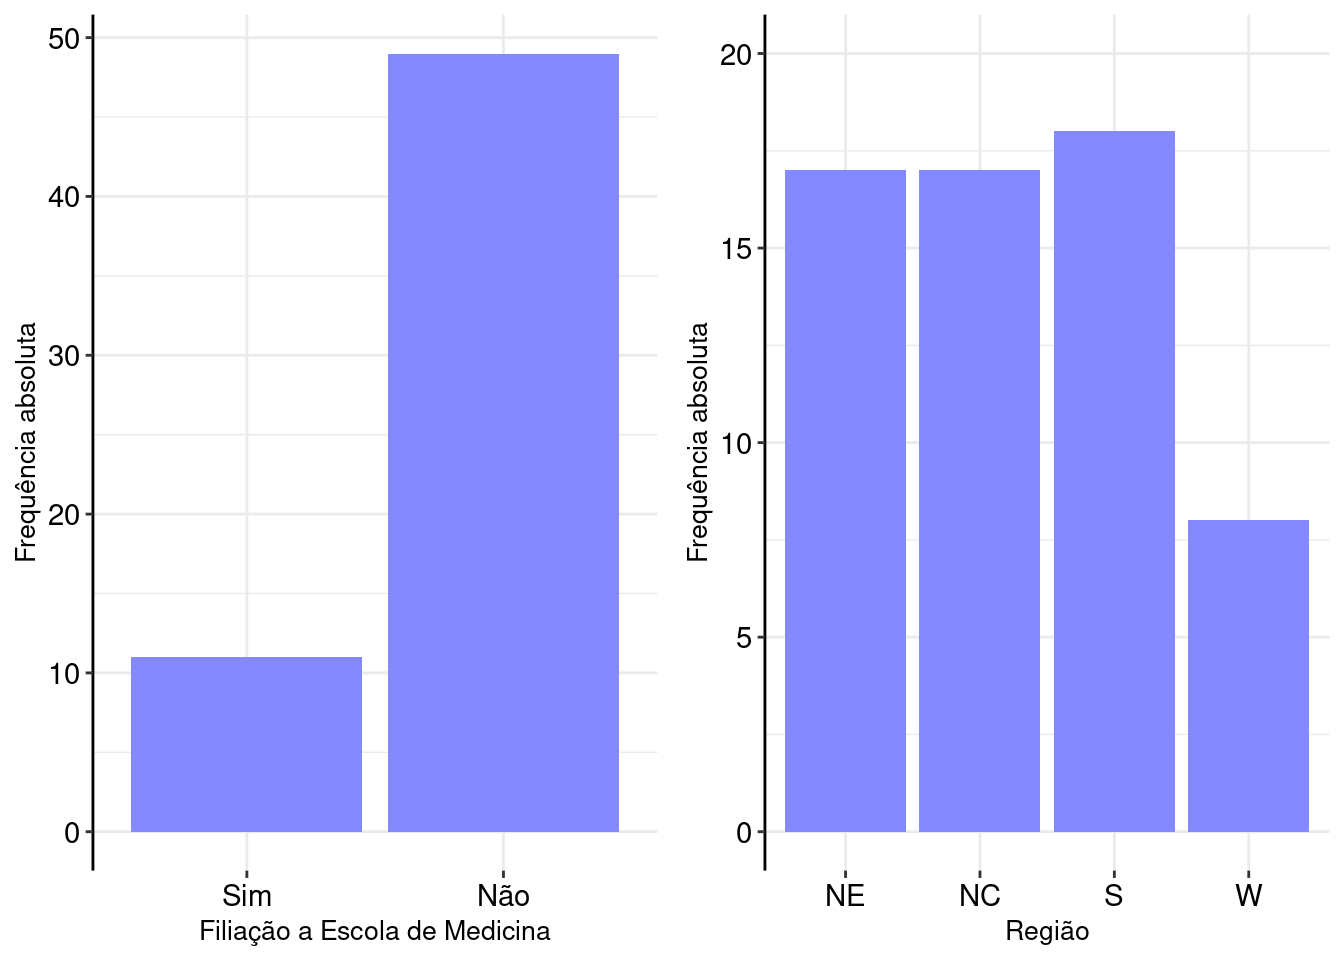 Frequência absoluta
50
40
30
20
10
0
Sim Não
Filiação a Escola de Medicina
Frequência absoluta
20
15
10
5
0
NE NC S W
Região